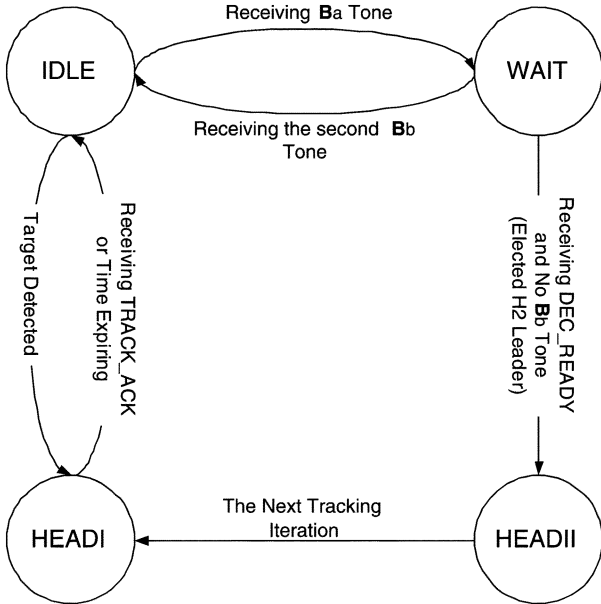 Receiving Ba Tone
IDLE
WAIT
Receiving the second Bb
Tone
Target Detected
Receiving TRACK_ACK
or Time Expiring
Receiving DEC_READY
and No Bb Tone
(Elected H2 Leader)
The Next Tracking
Iteration
HEADI
HEADII